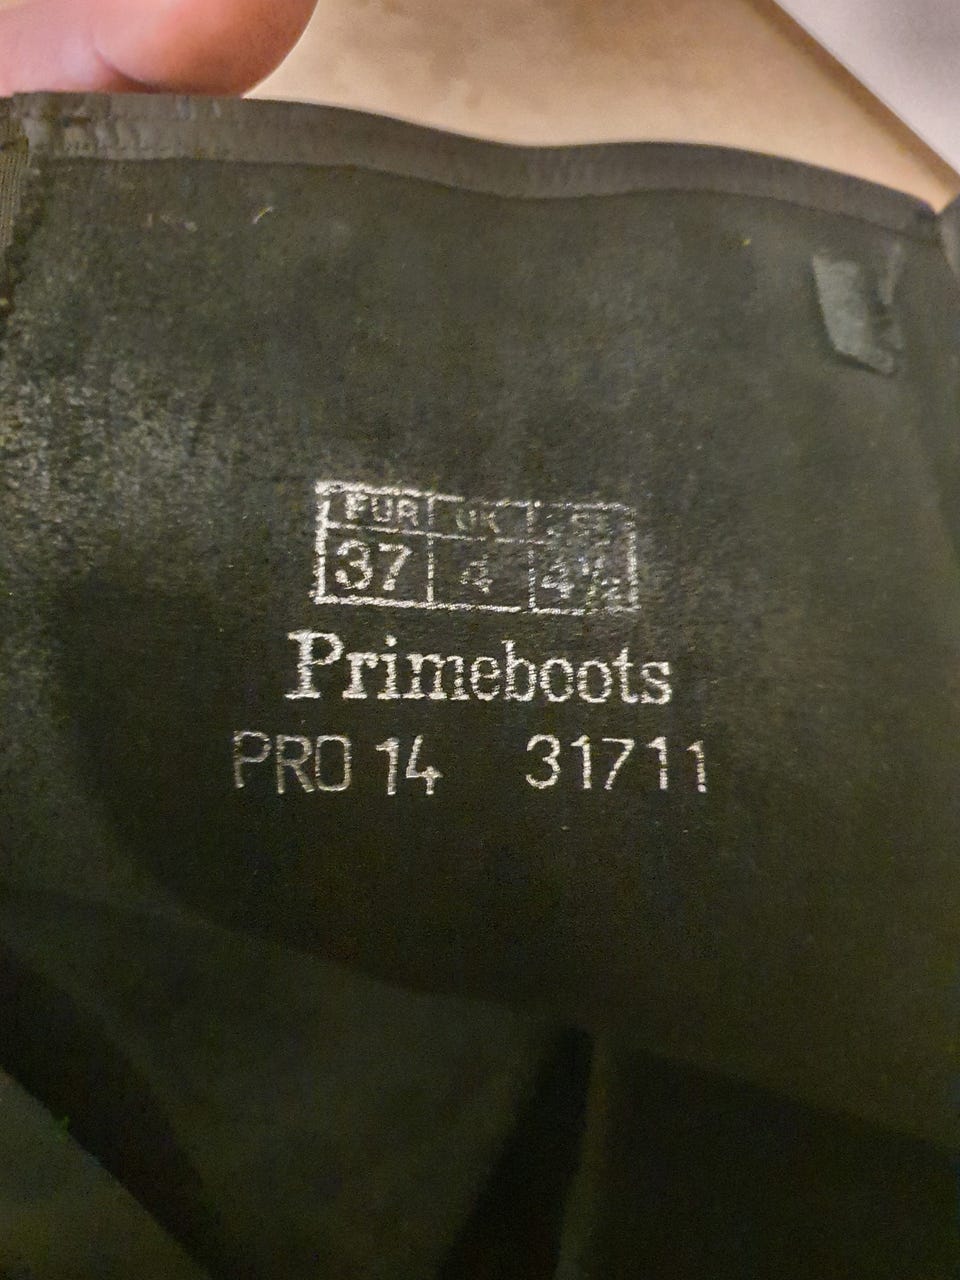 EUR UK
37 4 4½
Primeboots
PRO 14 31711